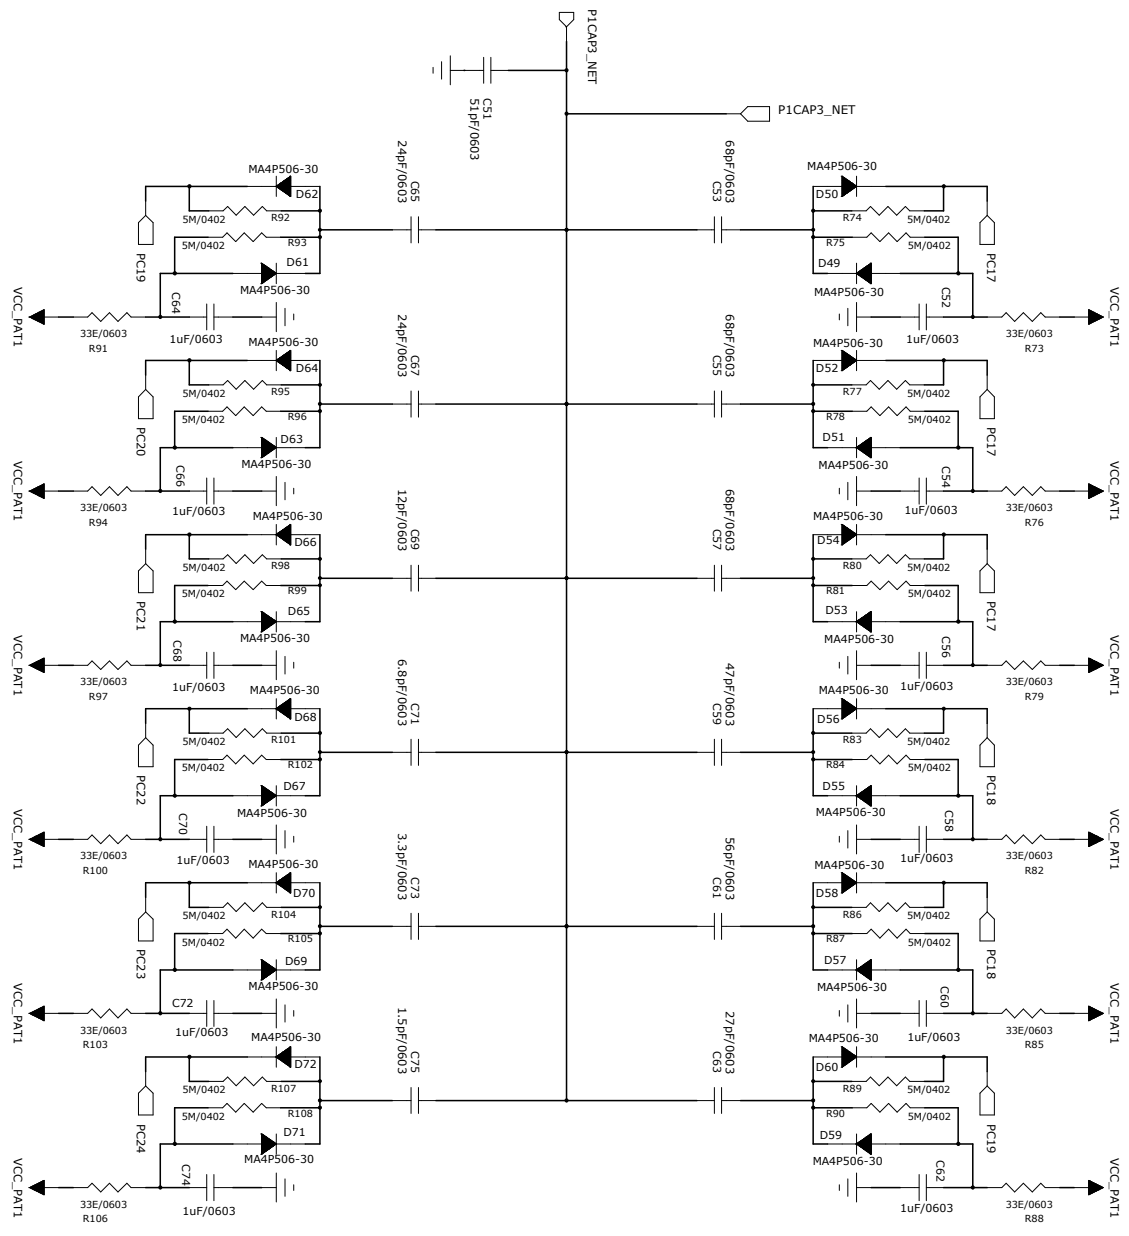 P1CAP3_NET
C51
51pF/0603
P1CAP3_NET
MA4P506-30
D62
R92
5M/0402
R93
5M/0402
D61
MA4P506-30
PC19
C64
1uF/0603
33E/0603
R91
VCC_PAT1
24pF/0603
C65
68pF/0603
C53
MA4P506-30
D50
R74
5M/0402
R75
5M/0402
D49
MA4P506-30
PC17
C52
1uF/0603
33E/0603
R73
VCC_PAT1
MA4P506-30
D64
R95
5M/0402
R96
5M/0402
D63
MA4P506-30
PC20
C66
1uF/0603
33E/0603
R94
VCC_PAT1
24pF/0603
C67
68pF/0603
C55
MA4P506-30
D52
R77
5M/0402
R78
5M/0402
D51
MA4P506-30
PC17
C54
1uF/0603
33E/0603
R76
VCC_PAT1
MA4P506-30
D66
R98
5M/0402
R99
5M/0402
D65
MA4P506-30
PC21
C68
1uF/0603
33E/0603
R97
VCC_PAT1
12pF/0603
C69
68pF/0603
C57
MA4P506-30
D54
R80
5M/0402
R81
5M/0402
D53
MA4P506-30
PC17
C56
1uF/0603
33E/0603
R79
VCC_PAT1
MA4P506-30
D68
R101
5M/0402
R102
5M/0402
D67
MA4P506-30
PC22
C70
1uF/0603
33E/0603
R100
VCC_PAT1
6.8pF/0603
C71
47pF/0603
C59
MA4P506-30
D56
R83
5M/0402
R84
5M/0402
D55
MA4P506-30
PC18
C58
1uF/0603
33E/0603
R82
VCC_PAT1
MA4P506-30
D70
R104
5M/0402
R105
5M/0402
D69
MA4P506-30
PC23
C72
1uF/0603
33E/0603
R103
VCC_PAT1
3.3pF/0603
C73
56pF/0603
C61
MA4P506-30
D58
R86
5M/0402
R87
5M/0402
D57
MA4P506-30
PC18
C60
1uF/0603
33E/0603
R85
VCC_PAT1
MA4P506-30
D72
R107
5M/0402
R108
5M/0402
D71
MA4P506-30
PC24
C74
1uF/0603
33E/0603
R106
VCC_PAT1
1.5pF/0603
C75
27pF/0603
C63
MA4P506-30
D60
R89
5M/0402
R90
5M/0402
D59
MA4P506-30
PC19
C62
1uF/0603
33E/0603
R88
VCC_PAT1